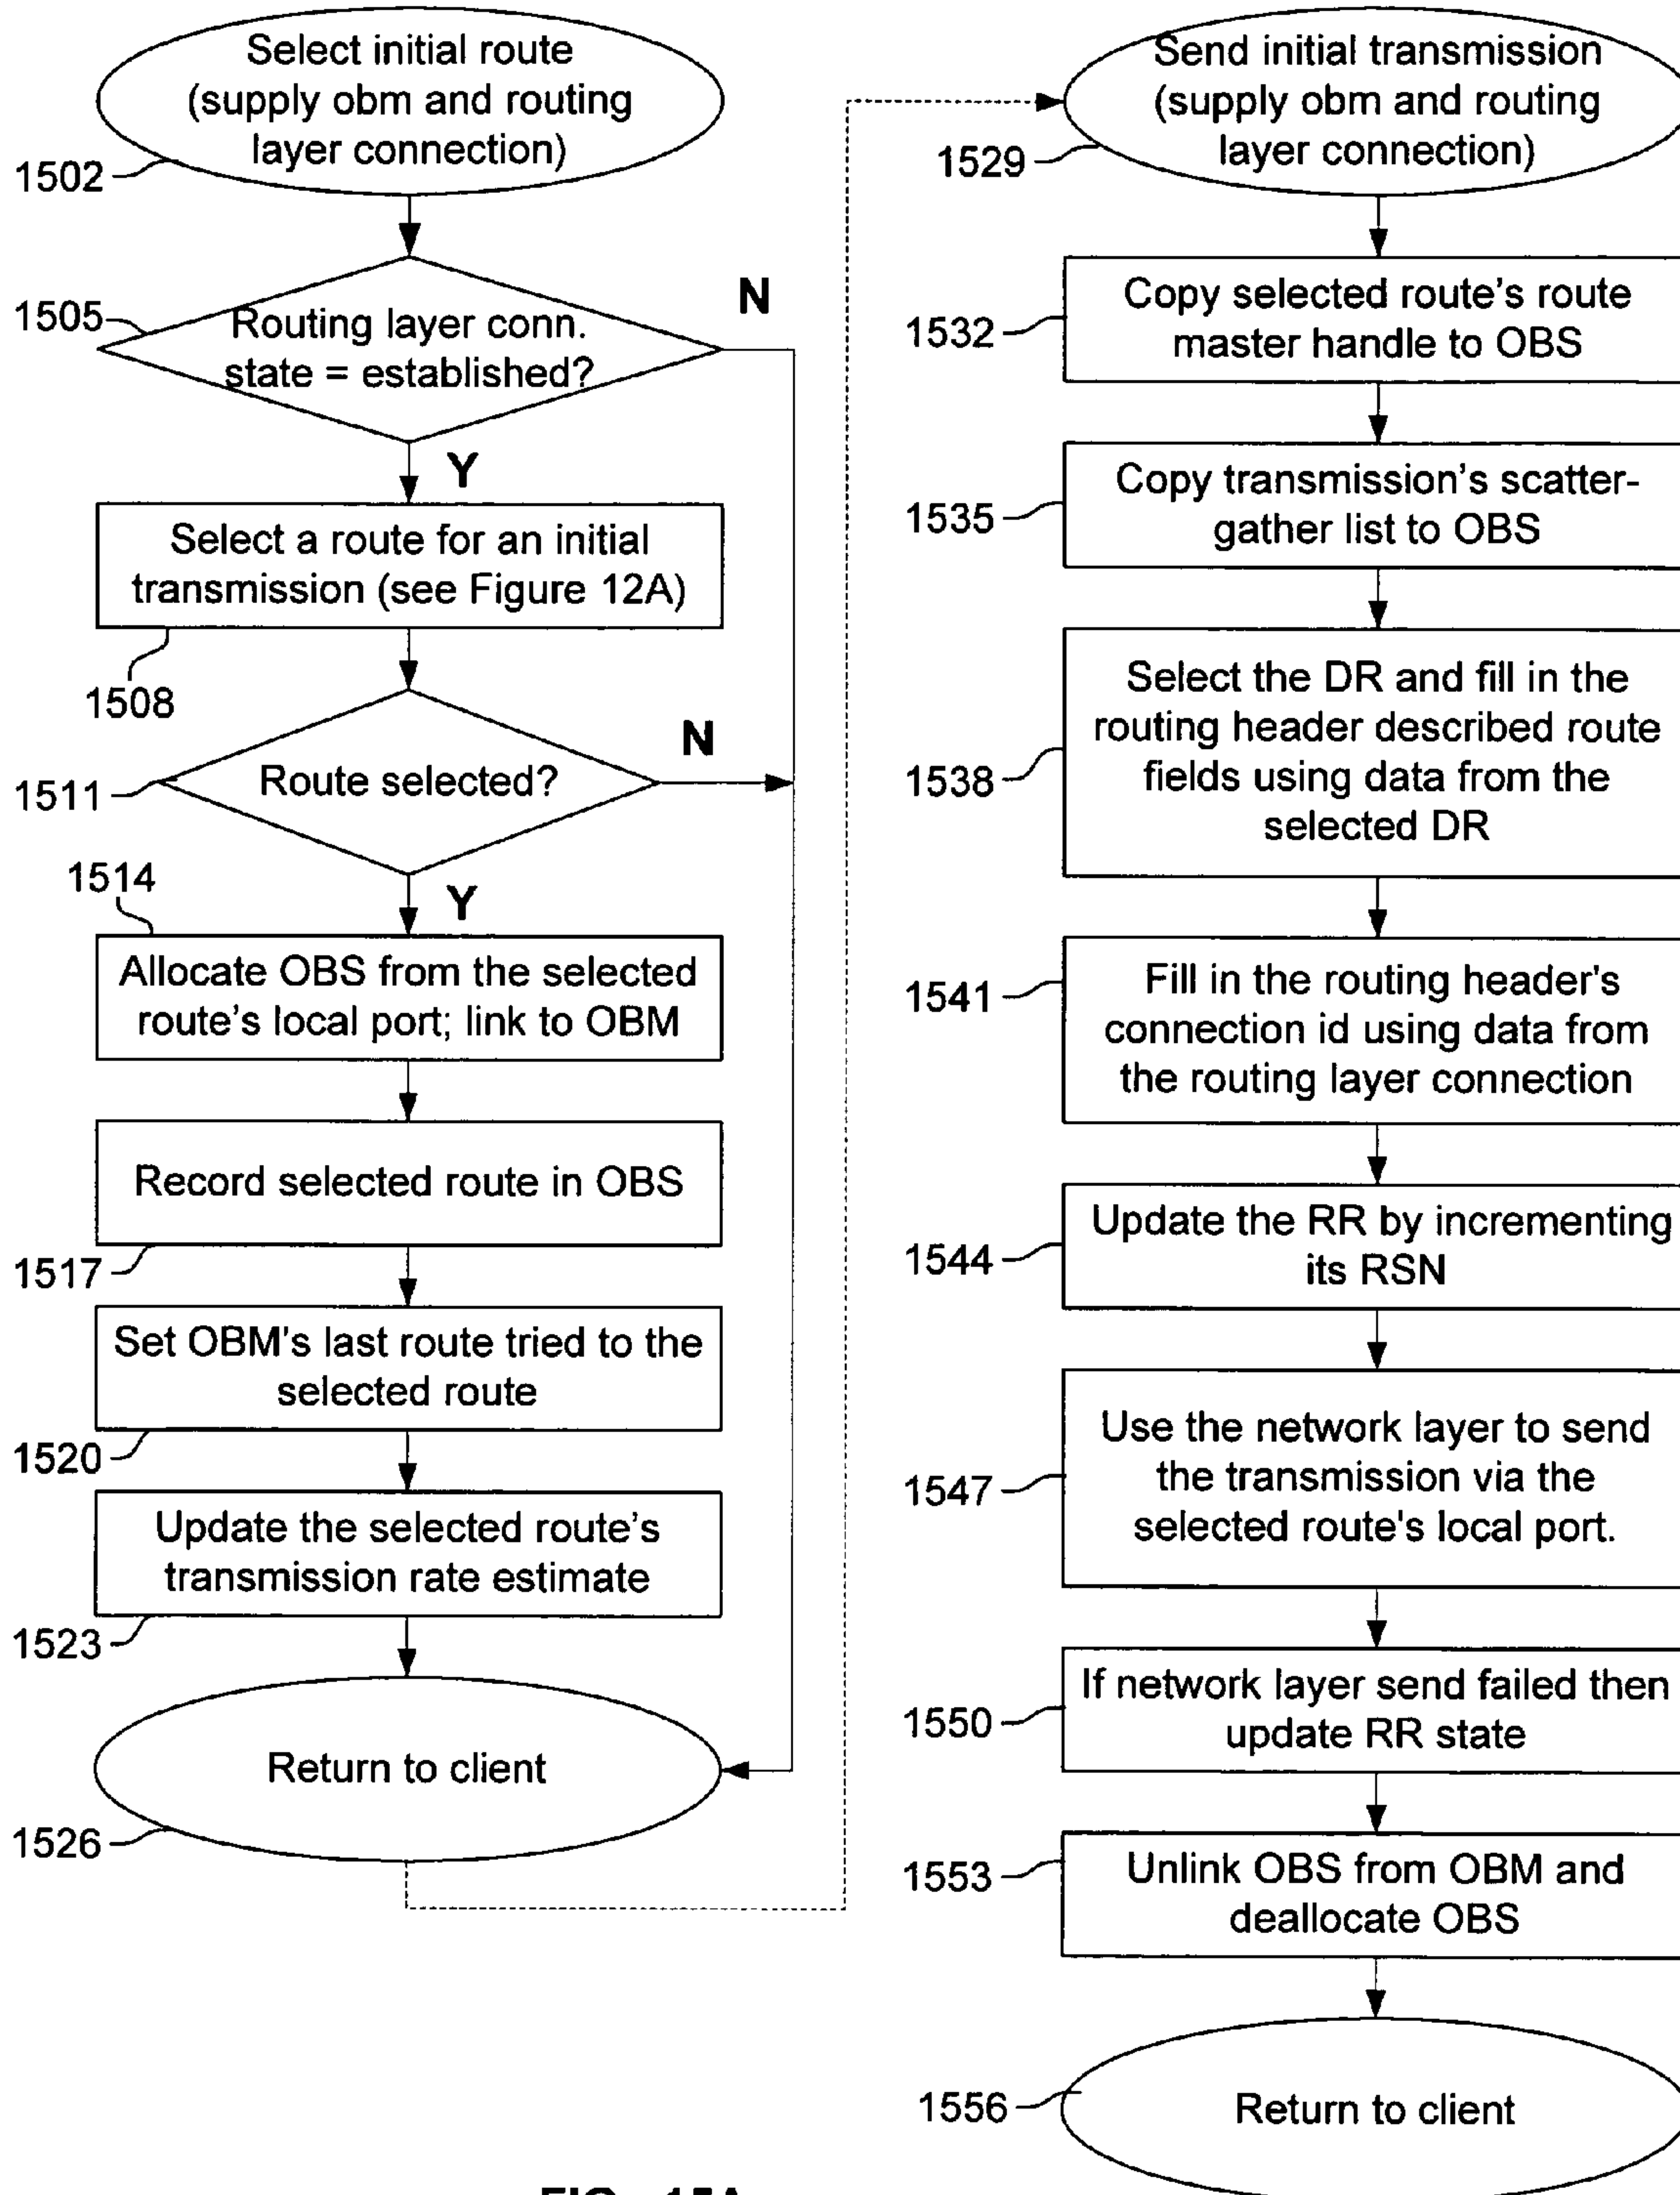 Select initial route
(supply obm and routing
layer connection)
1502
1505
Routing layer conn.
state = established?
N
Y
Select a route for an initial
transmission (see Figure 12A)
1508
Route selected?
N
1511
Y
1514
Allocate OBS from the selected
route's local port; link to OBM
Record selected route in OBS
1517
Set OBM's last route tried to the
selected route
1520
Update the selected route's
transmission rate estimate
1523
Return to client
1526
Send initial transmission
(supply obm and routing
layer connection)
1529
Copy selected route's route
master handle to OBS
1532
Copy transmission's scatter-
gather list to OBS
1535
Select the DR and fill in the
routing header described route
fields using data from the
selected DR
1538
Fill in the routing header's
connection id using data from
the routing layer connection
1541
Update the RR by incrementing
its RSN
1544
Use the network layer to send
the transmission via the
selected route's local port.
1547
If network layer send failed then
update RR state
1550
Unlink OBS from OBM and
deallocate OBS
1553
Return to client
1556
FIG. 15A